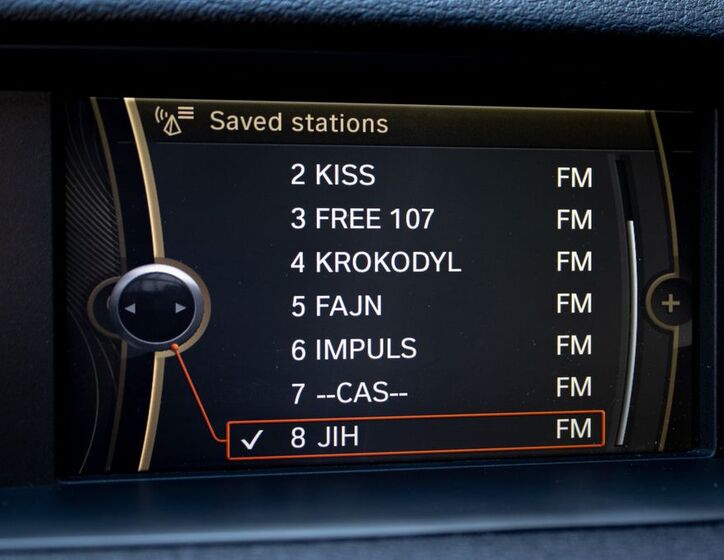 Saved stations
2 KISS FM
3 FREE 107 FM
4 KROKODYL FM
5 FAJN FM
6 IMPULS FM
7 --CAS-- FM
8 JIH FM